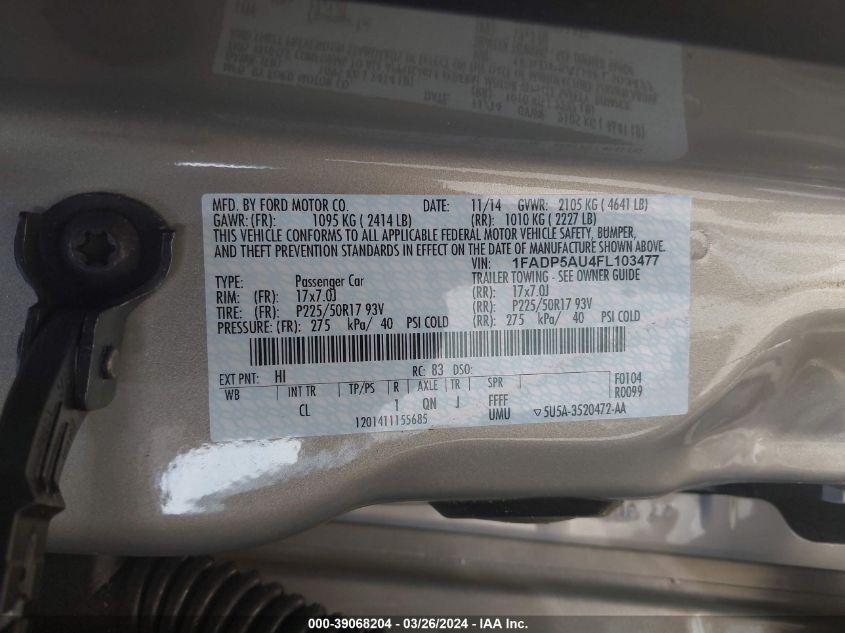 MFD. BY FORD MOTOR CO. DATE: 11/14 GVWR: 2105 KG ( 4641 LB)
GAWR: (FR): 1095 KG ( 2414 LB) (RR): 1010 KG ( 2227 LB)
THIS VEHICLE CONFORMS TO ALL APPLICABLE FEDERAL MOTOR VEHICLE SAFETY, BUMPER,
AND THEFT PREVENTION STANDARDS IN EFFECT ON THE DATE OF MANUFACTURE SHOWN ABOVE.
VIN: 1FADP5AU4FL103477
TYPE: Passenger Car TRAILER TOWING - SEE OWNER GUIDE
RIM: (FR): 17x7.0J (RR): 17x7.0J
TIRE: (FR): P225/50R17 93V (RR): P225/50R17 93V
PRESSURE: (FR): 275 kPa/ 40 PSI COLD (RR): 275 kPa/ 40 PSI COLD
EXT PNT: HI RC: 83 DSO: F0104
WB INT TR TP/PS R AXLE TR SPR R0099
CL 1 QN J FFFF
1201411155685 UMU ▽5U5A-3520472-AA
000-39068204 - 03/26/2024 - IAA Inc.